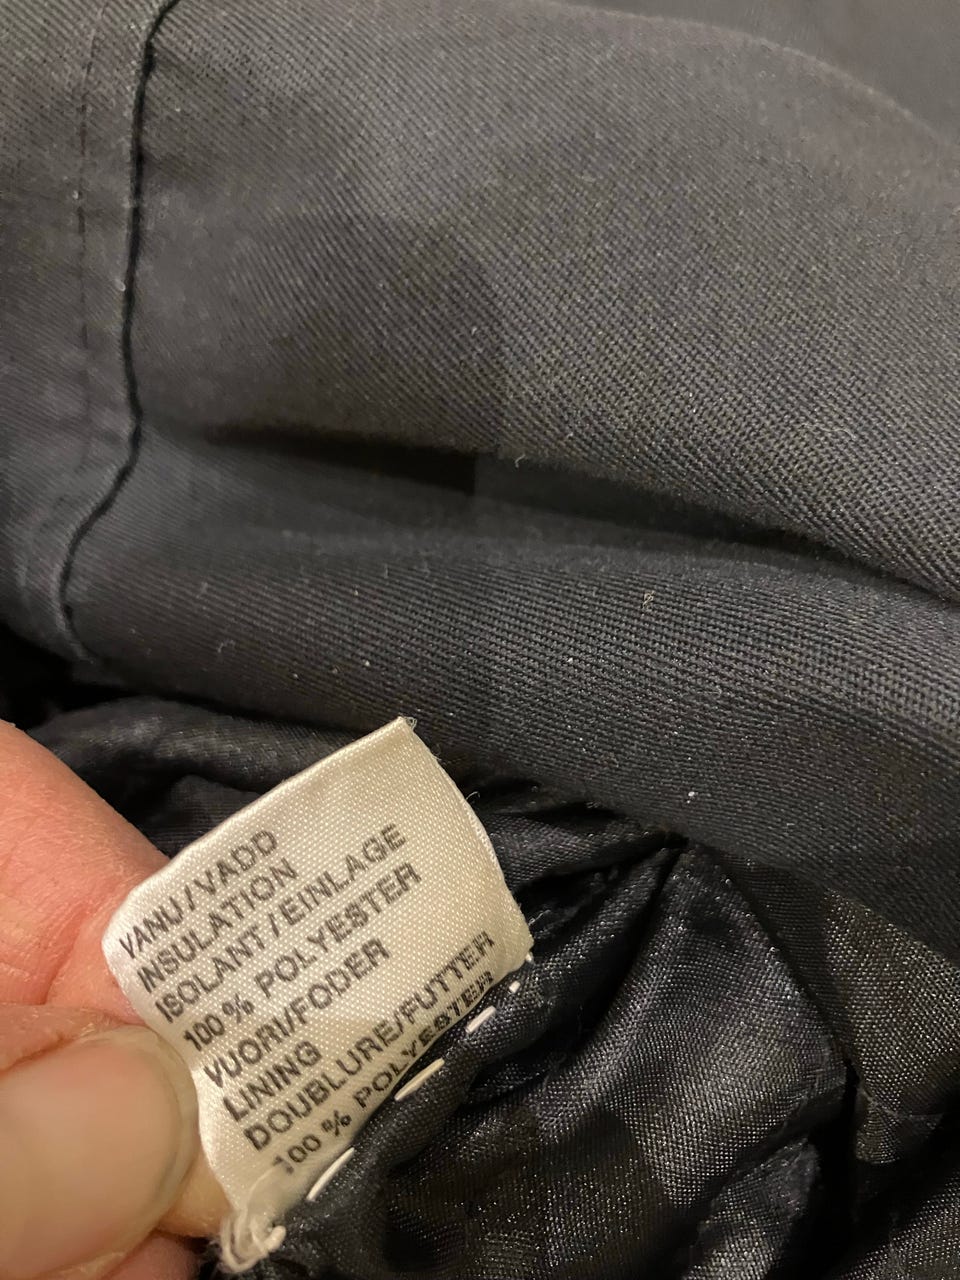 VANU/VADD
INSULATION
ISOLANT/EINLAGE
100% POLYESTER
VUORI/FODER
LINING
DOUBLURE/FUTTER
100% POLYESTER